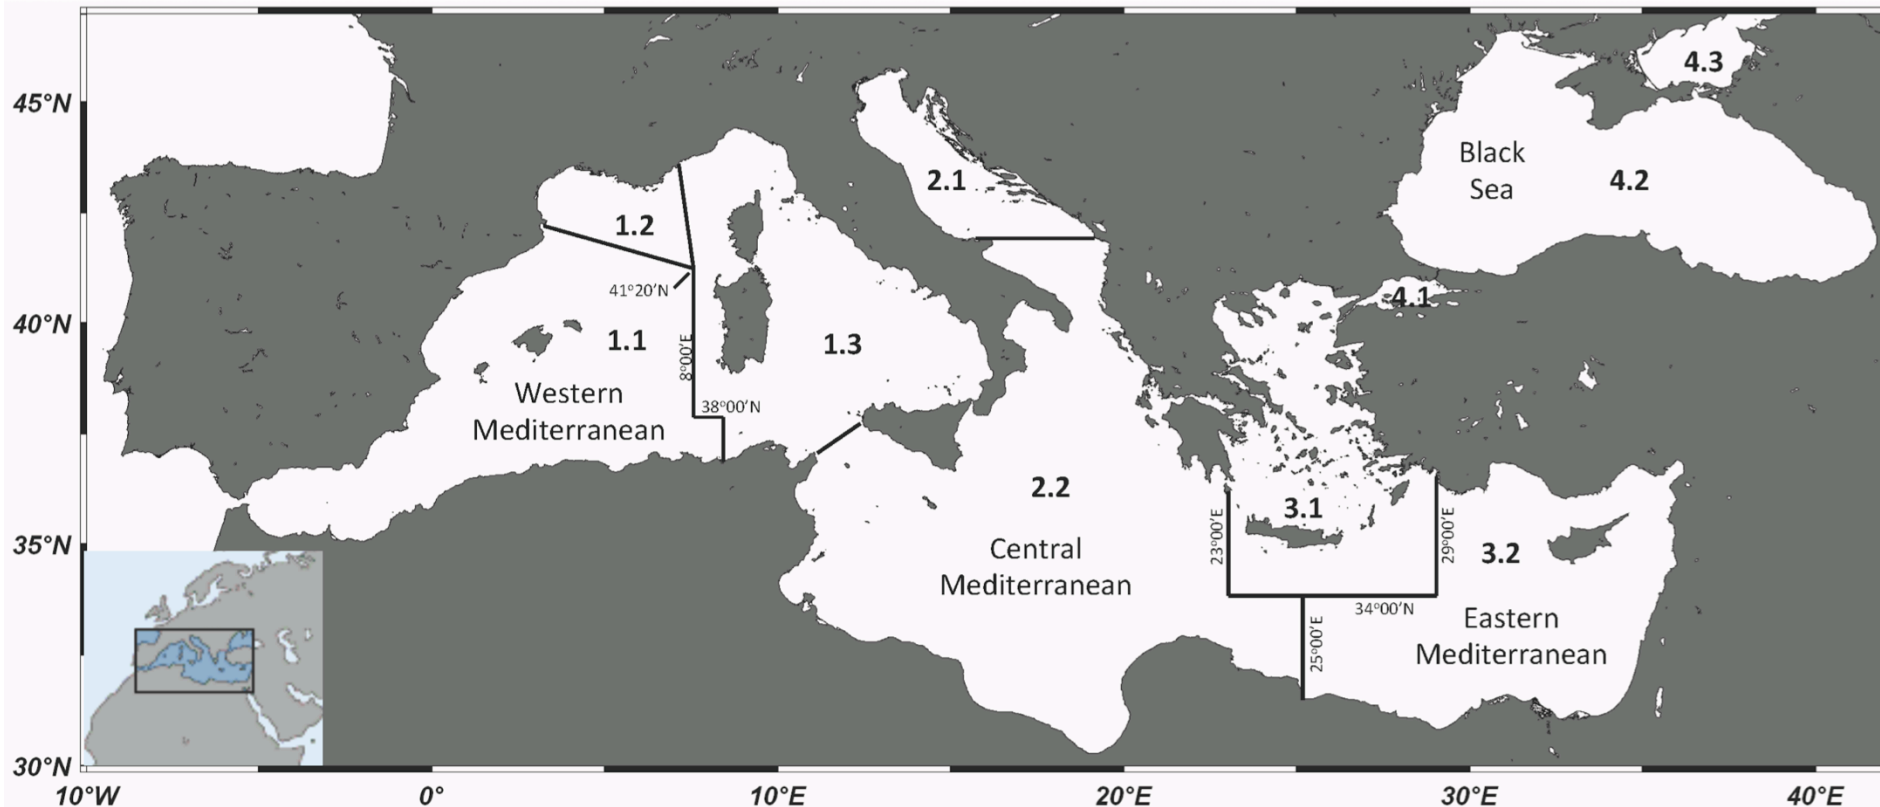 45°N
40°N
35°N
30°N
10°W
0°
10°E
20°E
30°E
40°E
1.2
41°20'N
1.1
8°00'E
Western
Mediterranean
38°00'N
1.3
2.1
2.2
Central
Mediterranean
23°00'E
3.1
29°00'E
34°00'N
25°00'E
3.2
Eastern
Mediterranean
4.1
Black
Sea
4.2
4.3